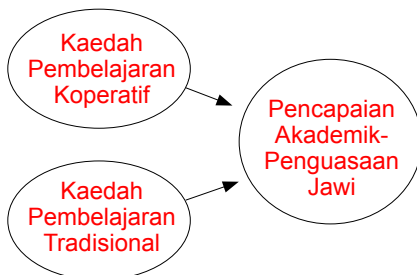 Kaedah
Pembelajaran
Koperatif
Pencapaian
Akademik-
Penguasaan
Jawi
Kaedah
Pembelajaran
Tradisional